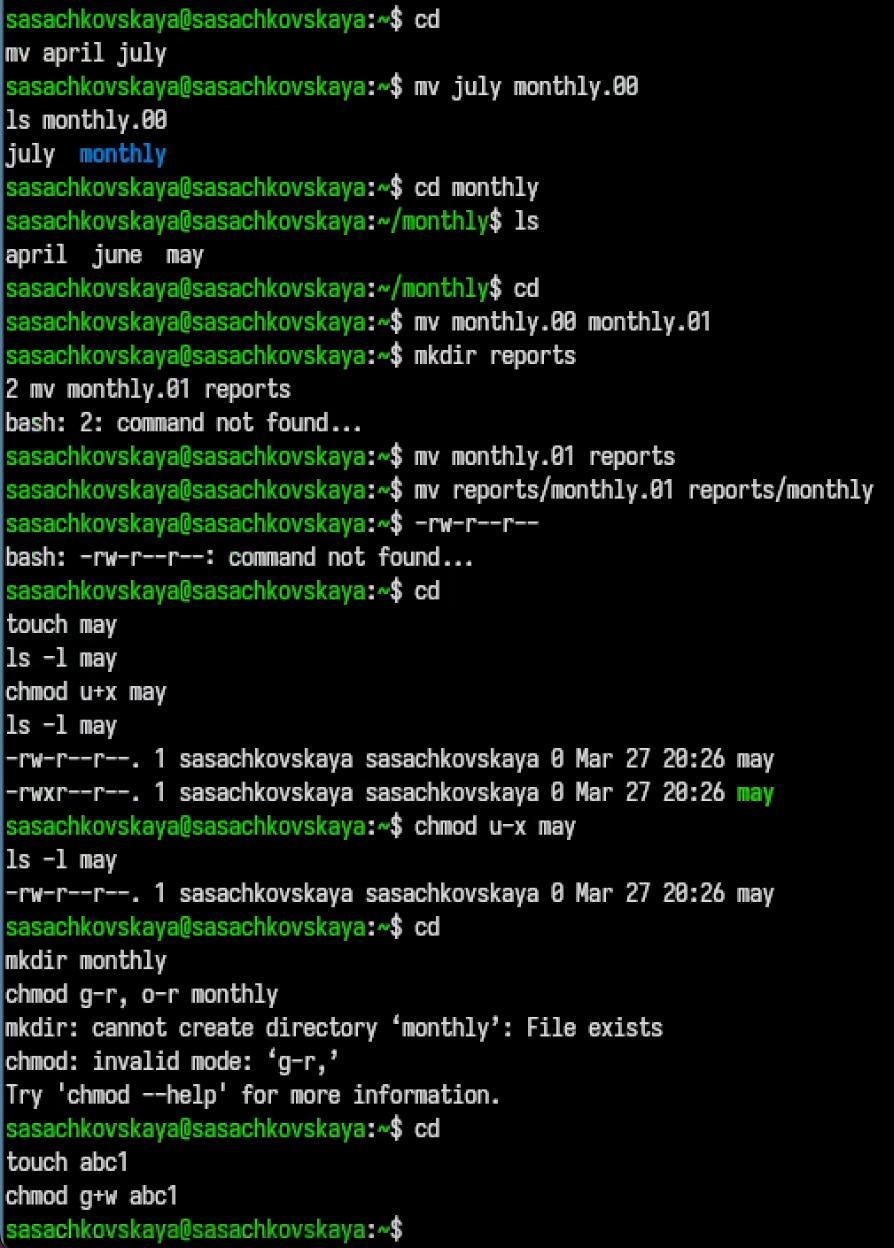 sasachkovskaya@sasachkovskaya:~$ cd
mv april july
sasachkovskaya@sasachkovskaya:~$ mv july monthly.00
ls monthly.00
july  monthly
sasachkovskaya@sasachkovskaya:~$ cd monthly
sasachkovskaya@sasachkovskaya:~/monthly$ ls
april  june  may
sasachkovskaya@sasachkovskaya:~/monthly$ cd
sasachkovskaya@sasachkovskaya:~$ mv monthly.00 monthly.01
sasachkovskaya@sasachkovskaya:~$ mkdir reports
2 mv monthly.01 reports
bash: 2: command not found...
sasachkovskaya@sasachkovskaya:~$ mv monthly.01 reports
sasachkovskaya@sasachkovskaya:~$ mv reports/monthly.01 reports/monthly
sasachkovskaya@sasachkovskaya:~$ -rw-r--r--
bash: -rw-r--r--: command not found...
sasachkovskaya@sasachkovskaya:~$ cd
touch may
ls -l may
chmod u+x may
ls -l may
-rw-r--r--. 1 sasachkovskaya sasachkovskaya 0 Mar 27 20:26 may
-rwxr--r--. 1 sasachkovskaya sasachkovskaya 0 Mar 27 20:26 may
sasachkovskaya@sasachkovskaya:~$ chmod u-x may
ls -l may
-rw-r--r--. 1 sasachkovskaya sasachkovskaya 0 Mar 27 20:26 may
sasachkovskaya@sasachkovskaya:~$ cd
mkdir monthly
chmod g-r, o-r monthly
mkdir: cannot create directory ‘monthly’: File exists
chmod: invalid mode: ‘g-r,’
Try 'chmod --help' for more information.
sasachkovskaya@sasachkovskaya:~$ cd
touch abc1
chmod g+w abc1
sasachkovskaya@sasachkovskaya:~$